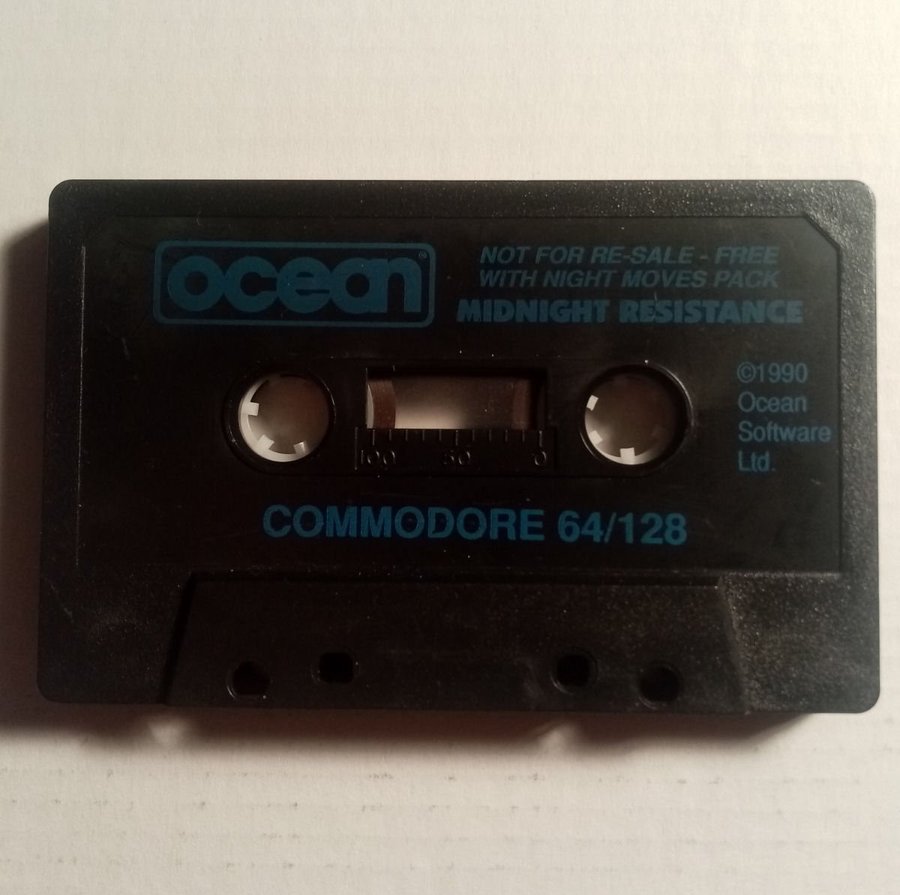 ocean®
NOT FOR RE-SALE - FREE
WITH NIGHT MOVES PACK
MIDNIGHT RESISTANCE
©1990
Ocean
Software
Ltd.
100 50 0
COMMODORE 64/128